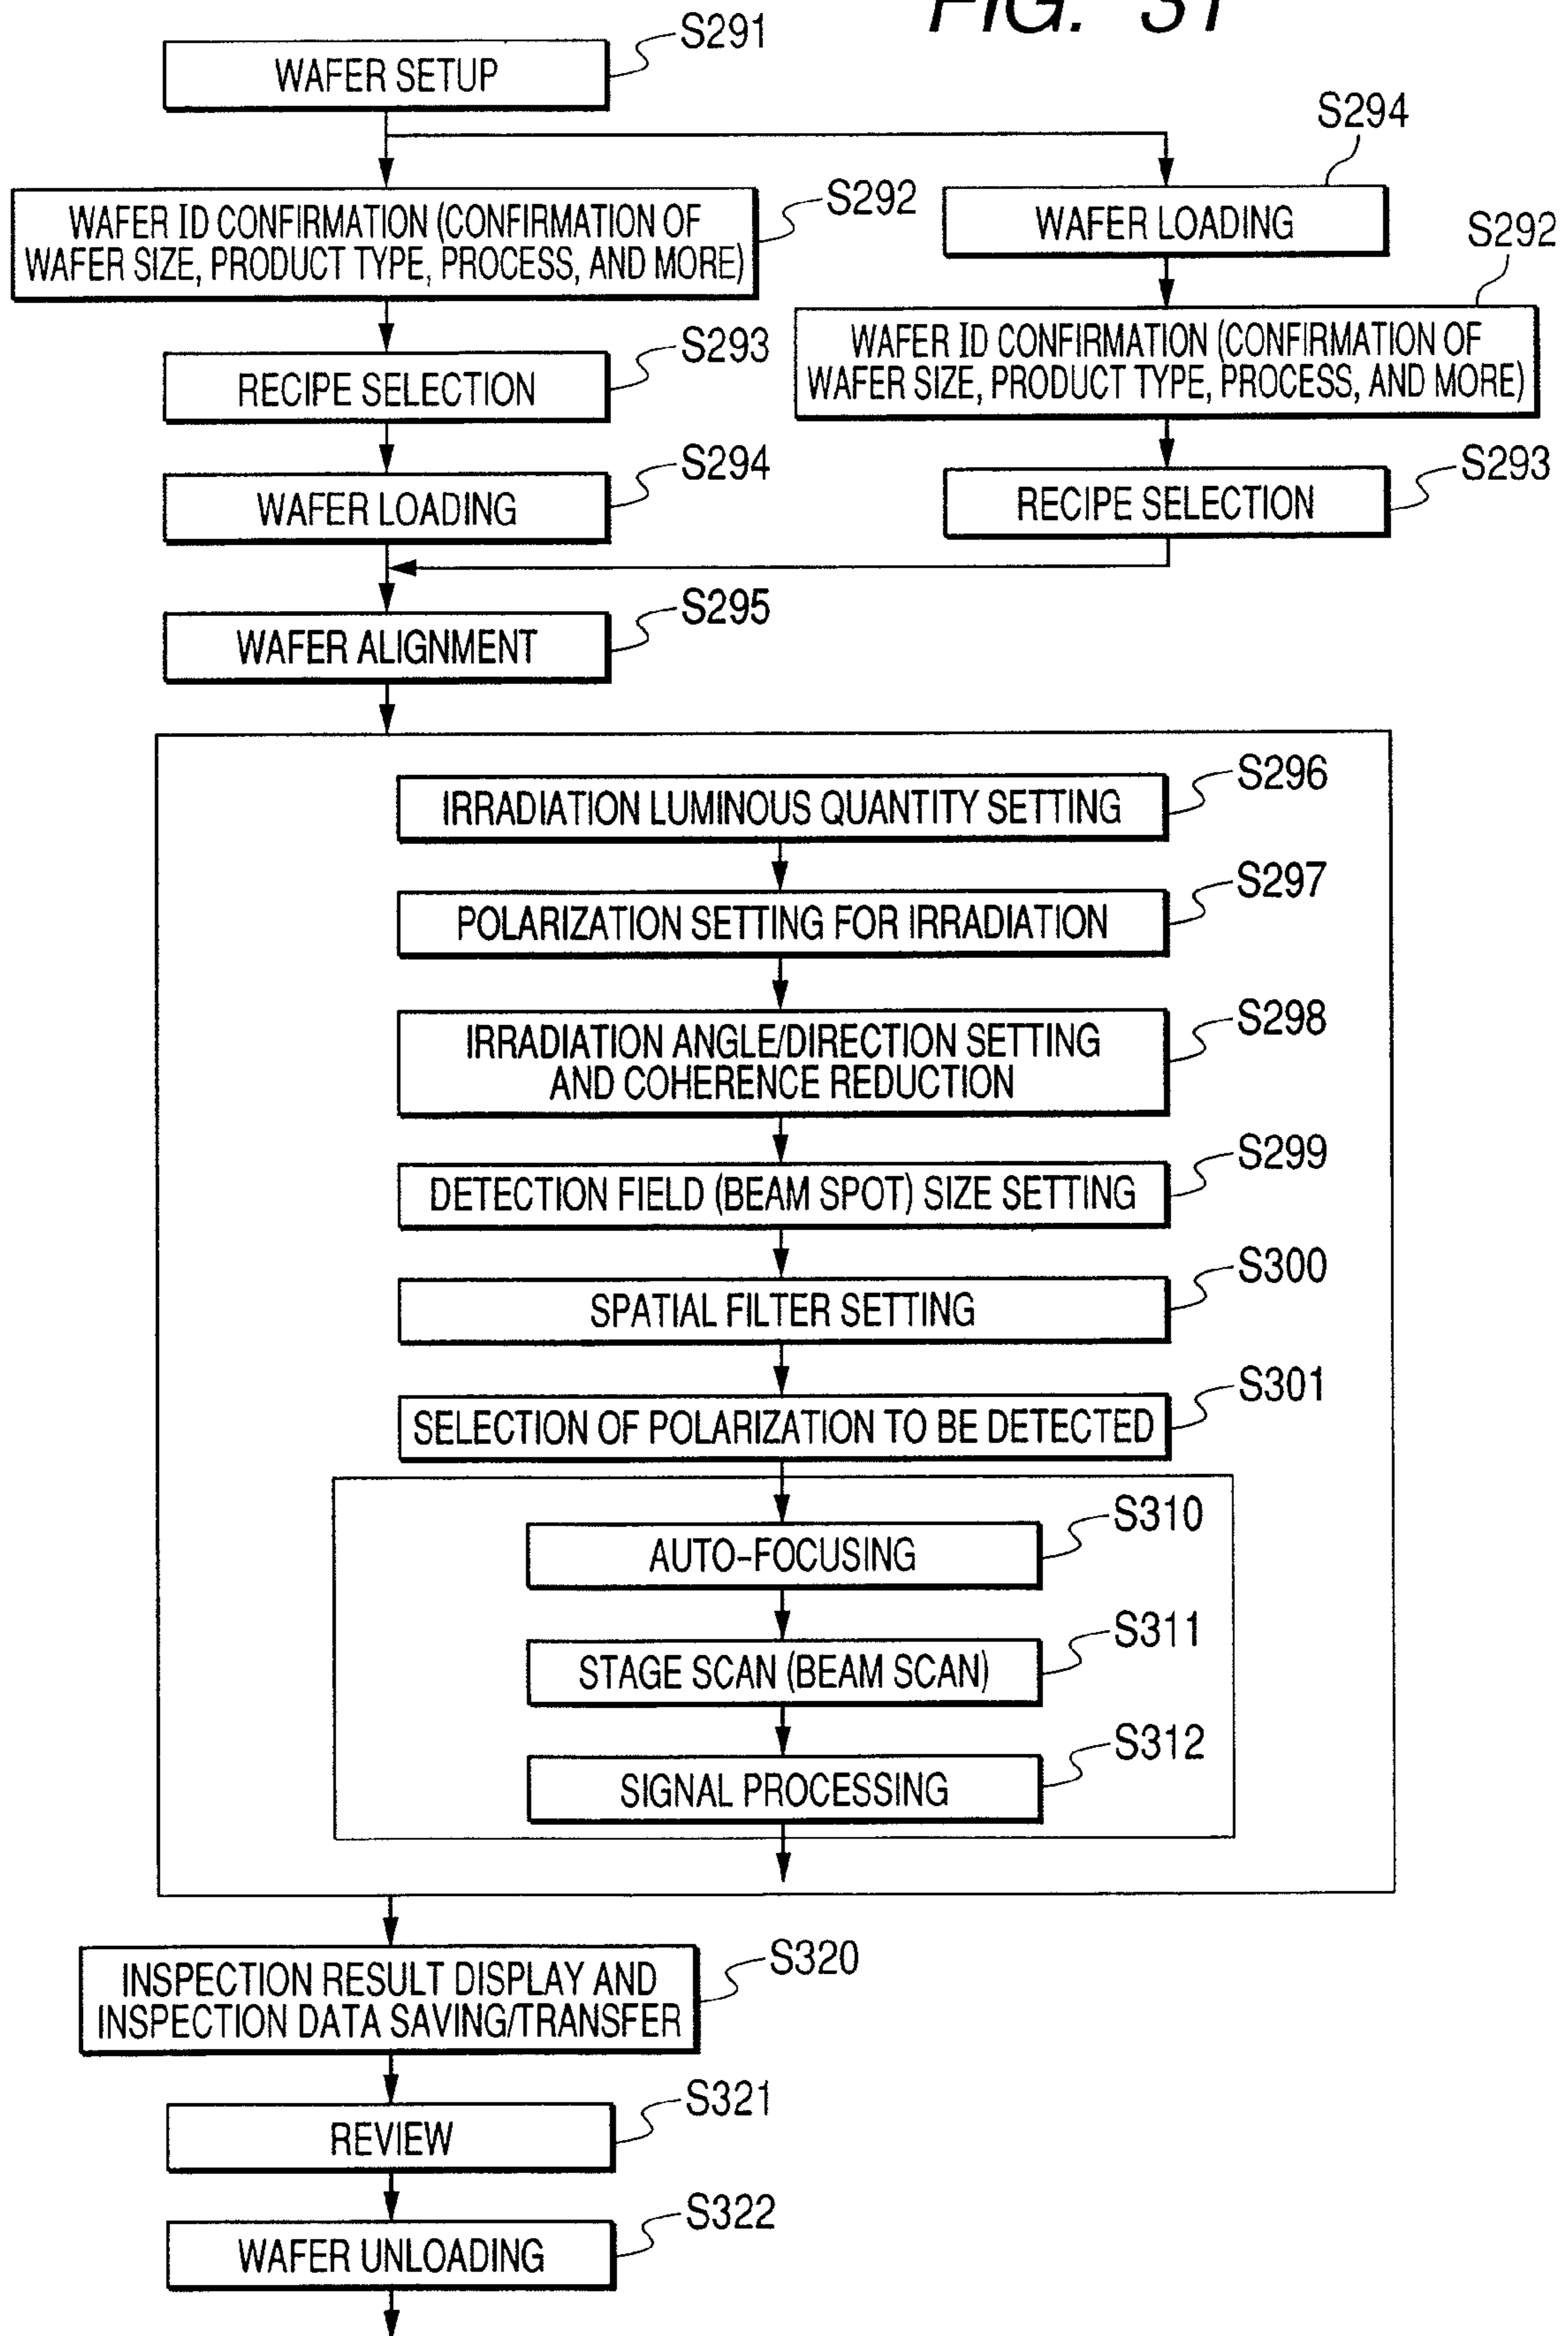 FIG. 31
S291
WAFER SETUP
S294
S292
WAFER ID CONFIRMATION (CONFIRMATION OF
WAFER SIZE, PRODUCT TYPE, PROCESS, AND MORE)
WAFER LOADING
S292
S293
RECIPE SELECTION
WAFER ID CONFIRMATION (CONFIRMATION OF
WAFER SIZE, PRODUCT TYPE, PROCESS, AND MORE)
S294
WAFER LOADING
S293
RECIPE SELECTION
S295
WAFER ALIGNMENT
S296
IRRADIATION LUMINOUS QUANTITY SETTING
S297
POLARIZATION SETTING FOR IRRADIATION
S298
IRRADIATION ANGLE/DIRECTION SETTING
AND COHERENCE REDUCTION
S299
DETECTION FIELD (BEAM SPOT) SIZE SETTING
S300
SPATIAL FILTER SETTING
S301
SELECTION OF POLARIZATION TO BE DETECTED
S310
AUTO-FOCUSING
S311
STAGE SCAN (BEAM SCAN)
S312
SIGNAL PROCESSING
S320
INSPECTION RESULT DISPLAY AND
INSPECTION DATA SAVING/TRANSFER
S321
REVIEW
S322
WAFER UNLOADING